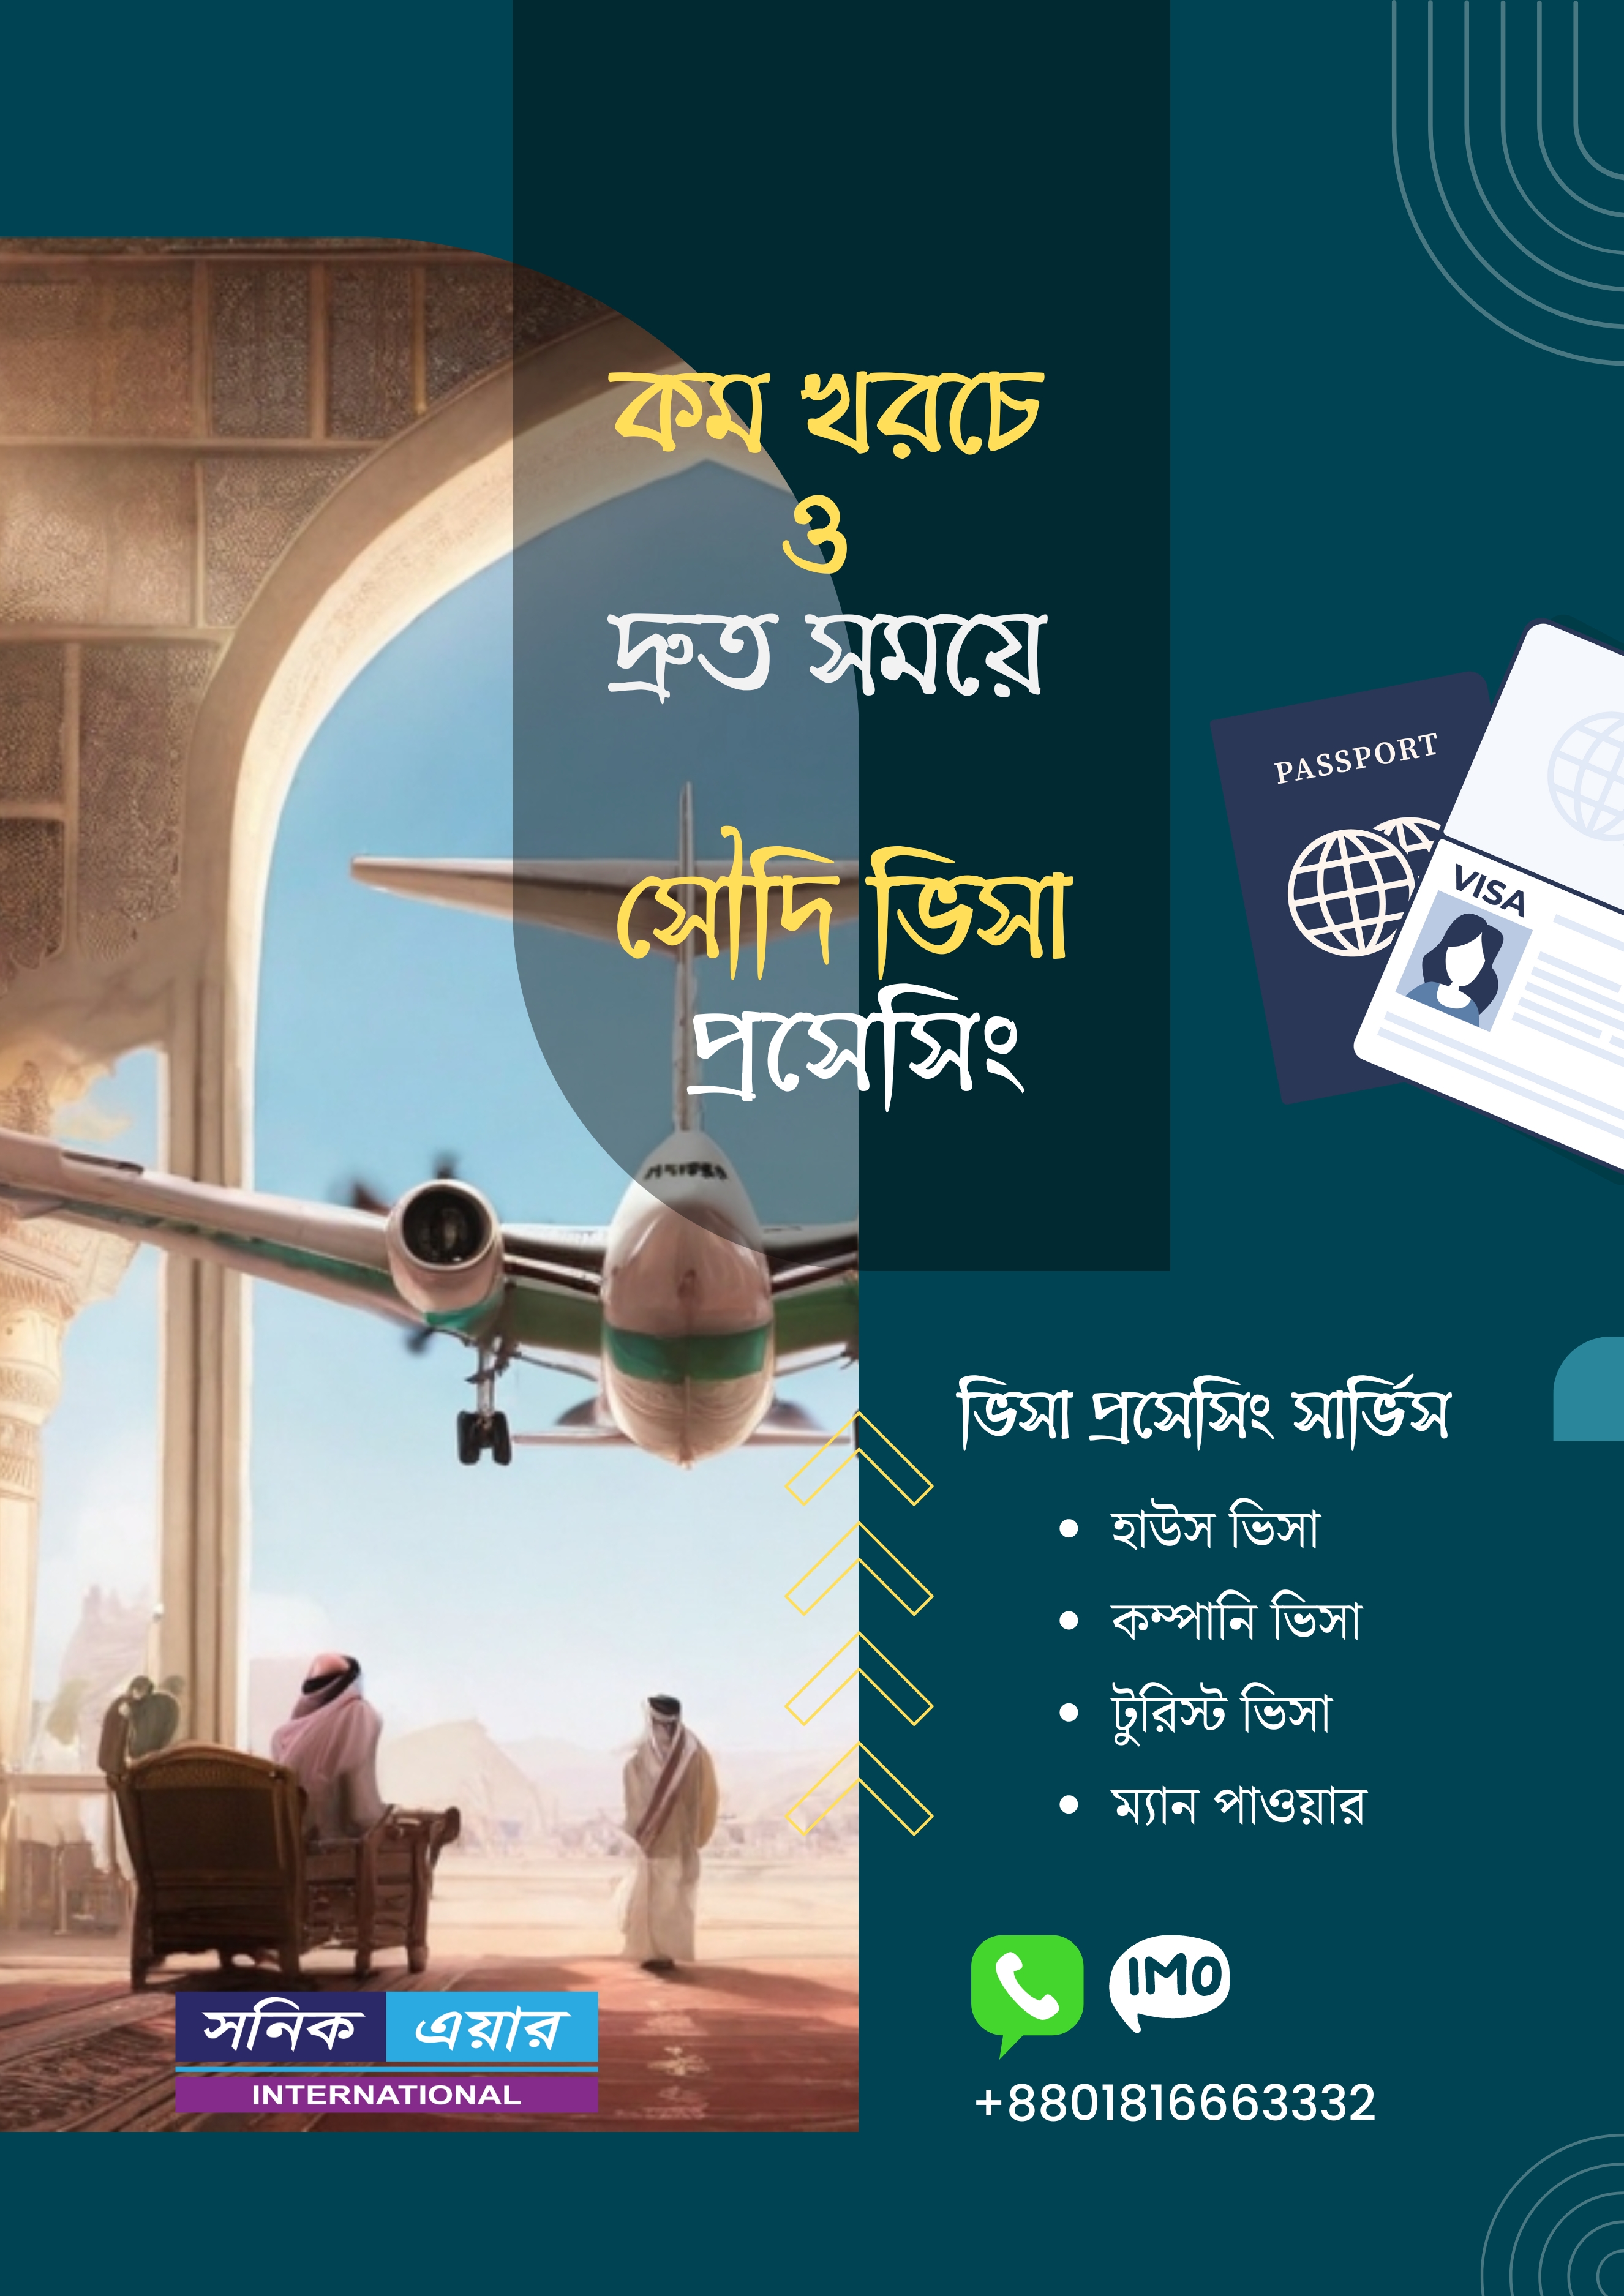 কম খরচে
ও
দ্রুত সময়ে
সৌদি ভিসা
প্রসেসিং
PASSPORT
VISA
ভিসা প্রসেসিং সার্ভিস
• হাউস ভিসা
• কম্পানি ভিসা
• টুরিস্ট ভিসা
• ম্যান পাওয়ার
IMO
+8801816663332
সনিক এয়ার
INTERNATIONAL